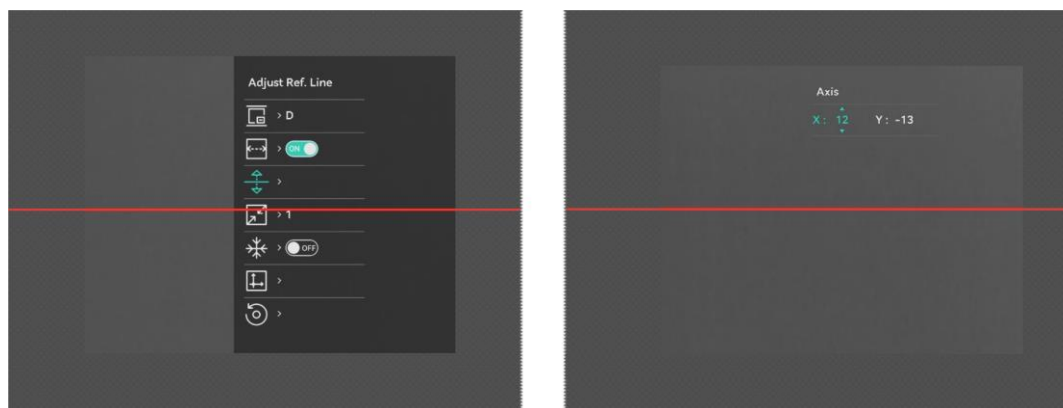 Adjust Ref. Line
> D
> ON
>
> 1
> OFF
>
>
Axis
X: 12 Y: -13